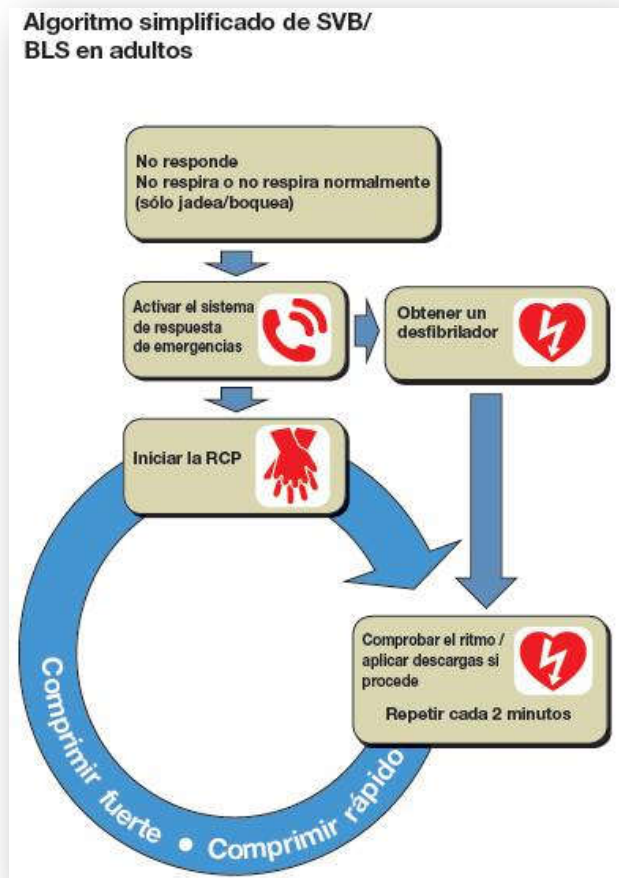 Algoritmo simplificado de SVB/
BLS en adultos
No responde
No respira o no respira normalmente
(sólo jadea/boquea)
Activar el sistema
de respuesta
de emergencias
Obtener un
desfibrilador
Iniciar la RCP
Comprobar el ritmo /
aplicar descargas si
procede
Repetir cada 2 minutos
Comprimir fuerte • Comprimir rápido